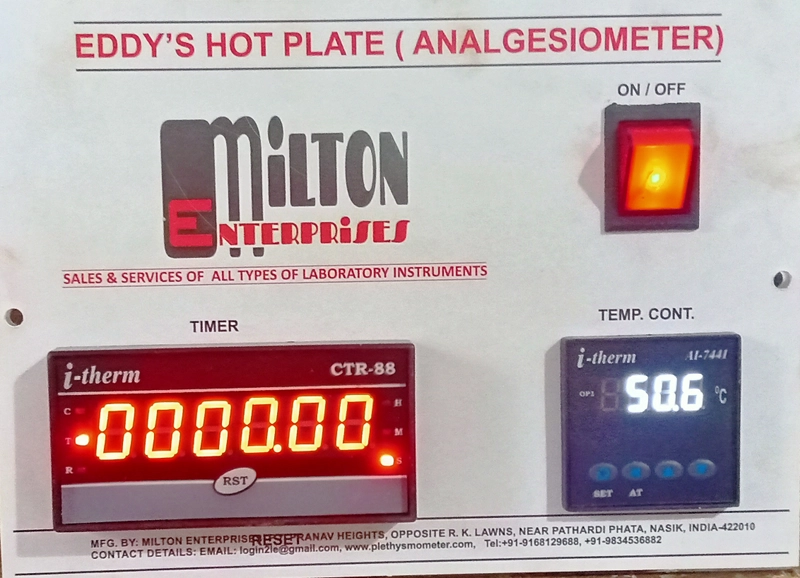 EDDY'S HOT PLATE ( ANALGESIOMETER)
ON / OFF
MILTON
ENTERPRISES
SALES & SERVICES OF ALL TYPES OF LABORATORY INSTRUMENTS
TIMER
TEMP. CONT.
i-therm CTR-88
i-therm AI-7441
C H
T 0000.00 M
R S
RST
OP1 50.6 °C
SET AT
RESET
MFG. BY: MILTON ENTERPRISES RANAV HEIGHTS, OPPOSITE R. K. LAWNS, NEAR PATHARDI PHATA, NASIK, INDIA-422010
CONTACT DETAILS: EMAIL: login2ie@gmail.com, www.plethysmometer.com, Tel:+91-9168129688, +91-9834536882